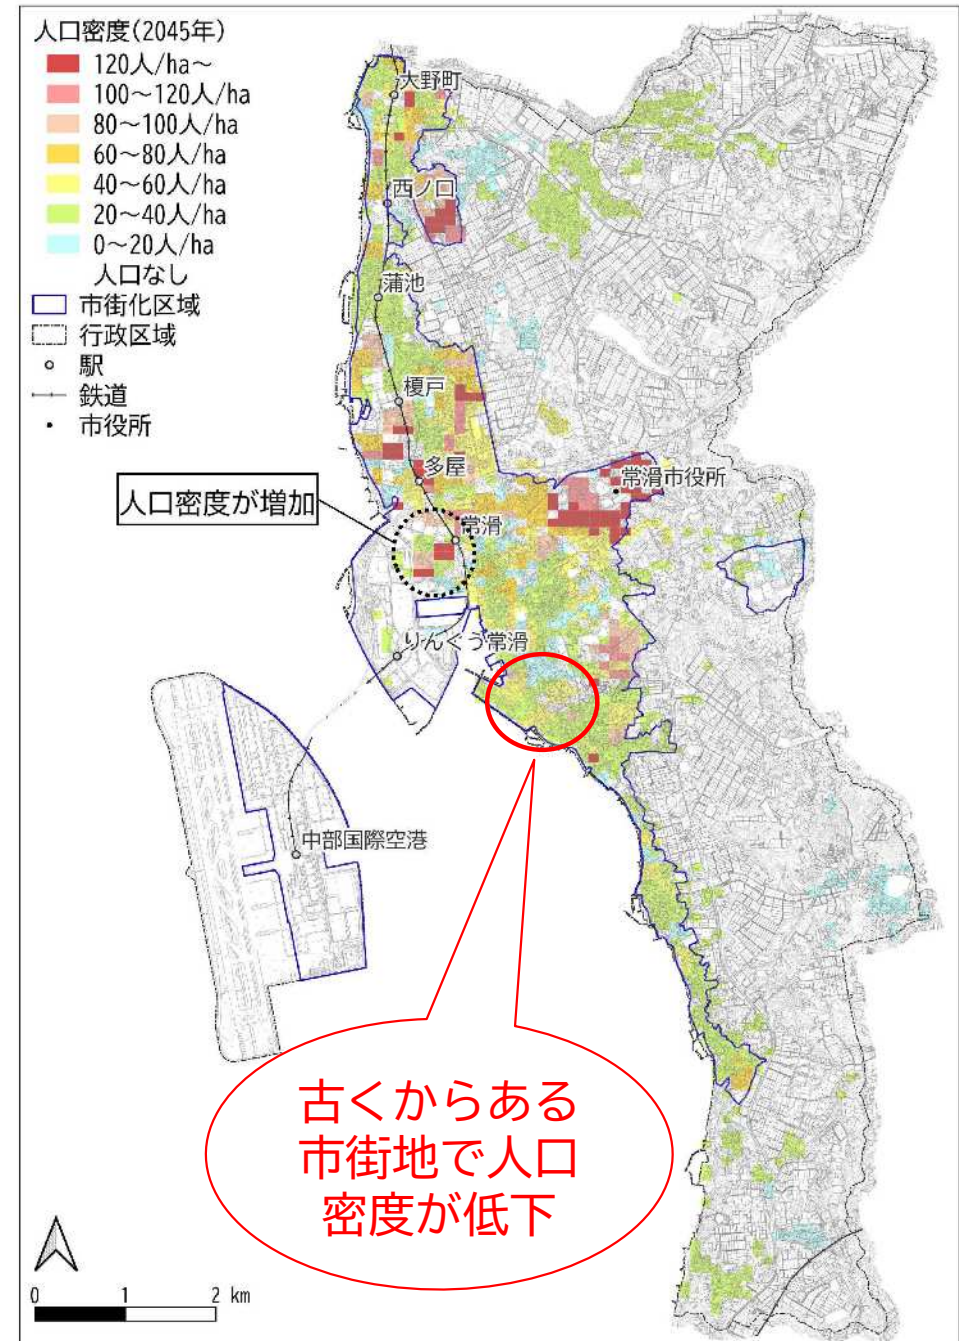 人口密度(2045年)
120人/ha～
100～120人/ha
80～100人/ha
60～80人/ha
40～60人/ha
20～40人/ha
0～20人/ha
人口なし
市街化区域
行政区域
駅
鉄道
市役所
大野町
西ノ口
蒲池
榎戸
多屋
常滑市役所
人口密度が増加
常滑
りんくう常滑
中部国際空港
古くからある
市街地で人口
密度が低下
0 1 2 km